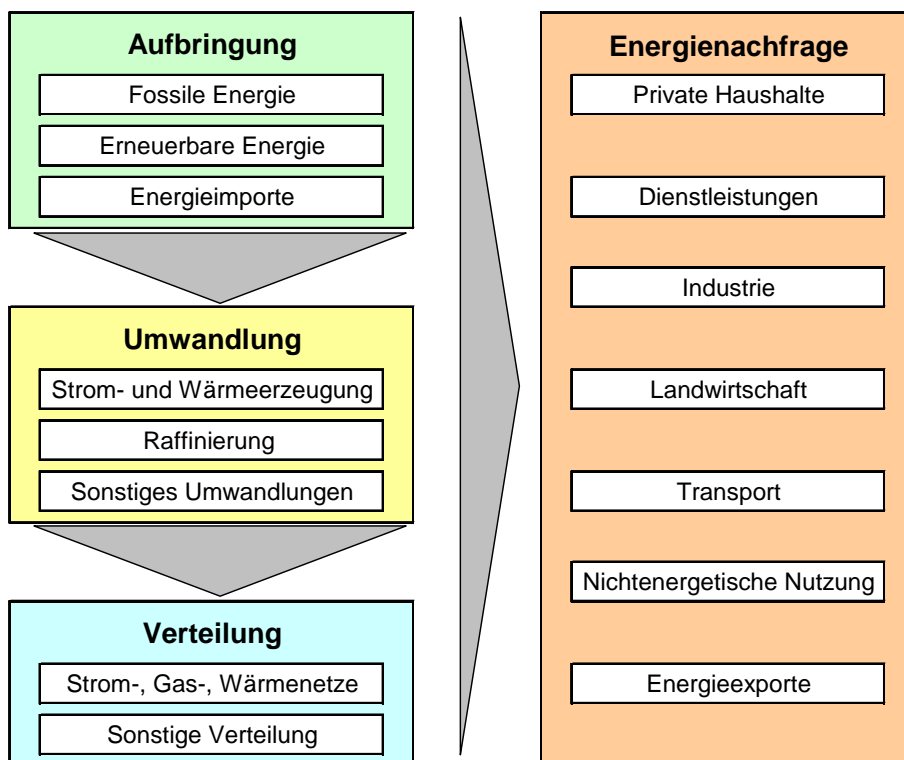 Aufbringung
Fossile Energie
Erneuerbare Energie
Energieimporte
Umwandlung
Strom- und Wärmeerzeugung
Raffinierung
Sonstiges Umwandlungen
Verteilung
Strom-, Gas-, Wärmenetze
Sonstige Verteilung
Energienachfrage
Private Haushalte
Dienstleistungen
Industrie
Landwirtschaft
Transport
Nichtenergetische Nutzung
Energieexporte